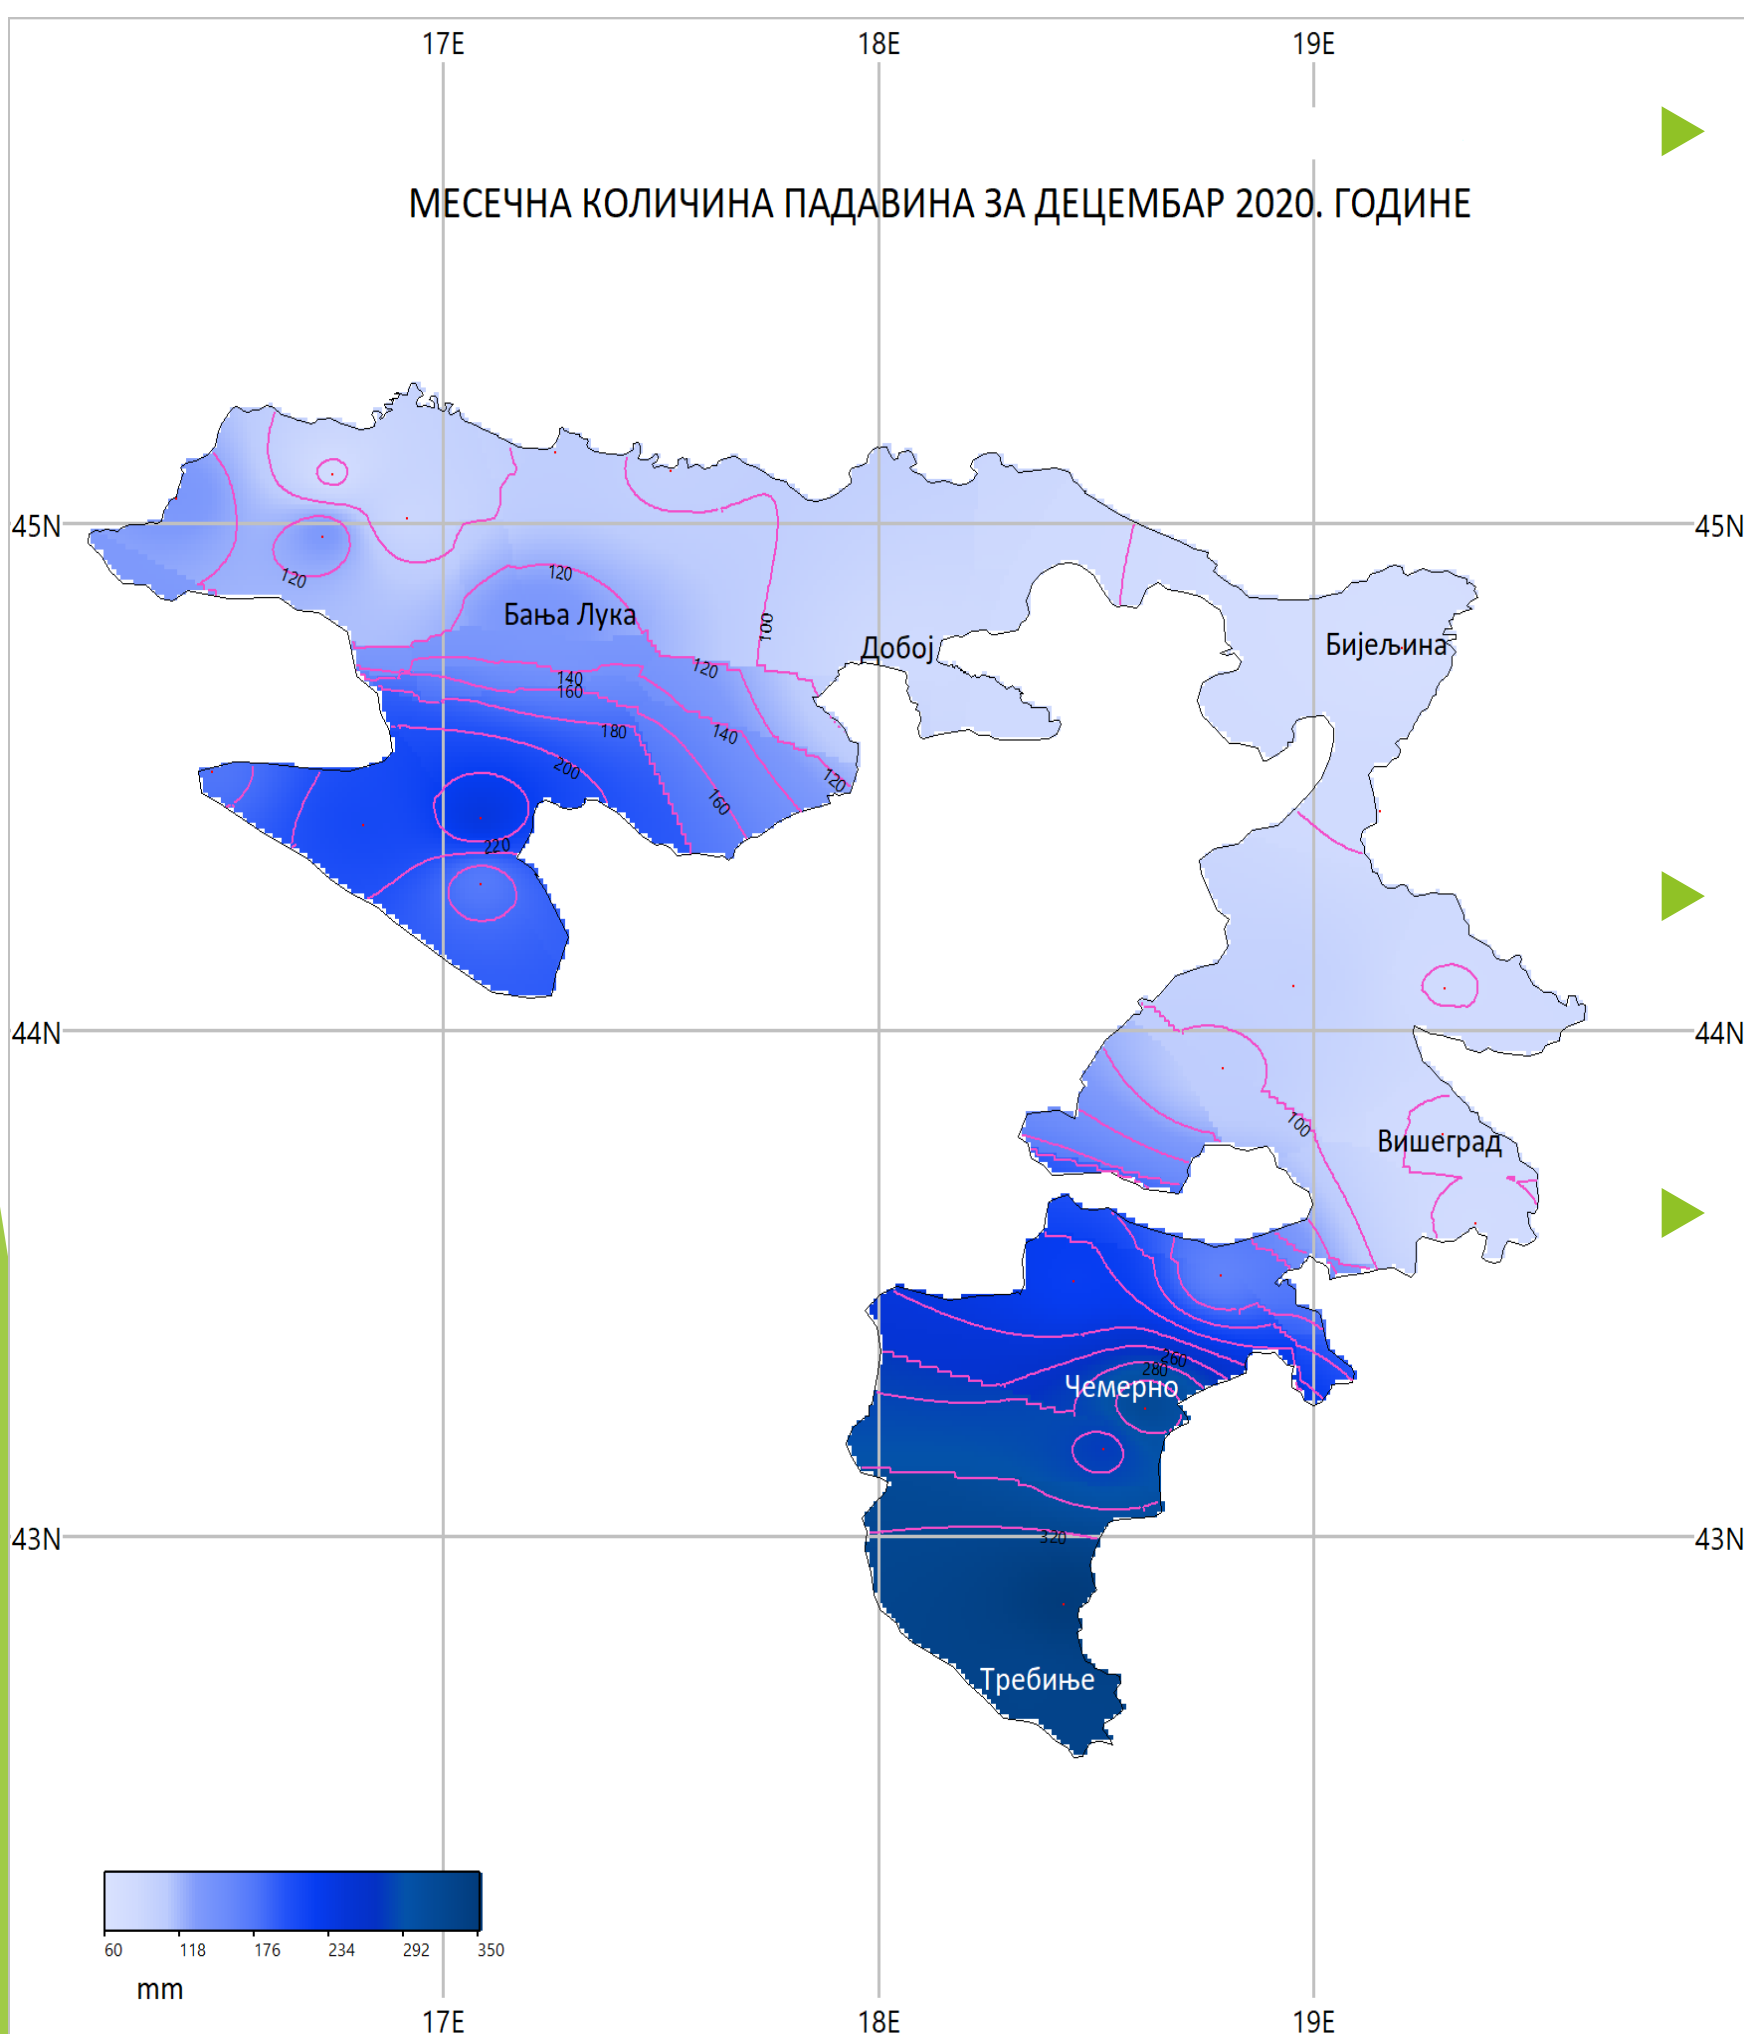 17E 18E 19E
МЕСЕЧНА КОЛИЧИНА ПАДАВИНА ЗА ДЕЦЕМБАР 2020. ГОДИНЕ
45N 45N
120
120
Бања Лука
100
Добој
Бијељина
120
140
160
180
140
200
120
160
220
44N 44N
100
Вишеград
260
280
Чемерно
43N 43N
320
Требиње
60 118 176 234 292 350
mm
17E 18E 19E